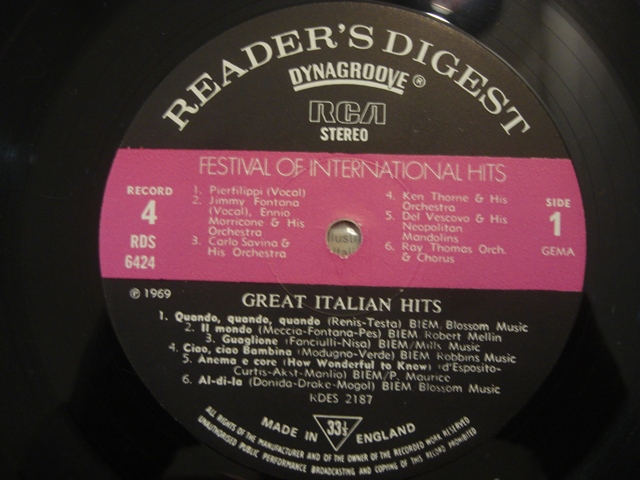 READER'S DIGEST
DYNAGROOVE ®
RCA
STEREO
FESTIVAL OF INTERNATIONAL HITS
RECORD
4
RDS
6424
1. Pierfilippi (Vocal)
2. Jimmy Fontana
(Vocal), Ennio
Morricone & His
Orchestra
3. Carlo Savina &
His Orchestra
4. Ken Thorne & His
Orchestra
5. Del Vescovo & His
Neopolitan
Mandolins
6. Ray Thomas Orch.
& Chorus
SIDE
1
GEMA
℗ 1969
GREAT ITALIAN HITS
1. Quando, quando, quando (Renis-Testa) BIEM Blossom Music
2. Il mondo (Meccia-Fontana-Pes) BIEM Robert Mellin
3. Guaglione (Fanciulli-Nisa) BIEM/Mills Music
4. Ciao, ciao Bambina (Modugno-Verde) BIEM Robbins Music
5. Anema e core (How Wonderful to Know) (d'Esposito-
Curtis-Akst-Manlio) BIEM/P. Maurice
6. Al-di-la (Donida-Drake-Mogol) BIEM Blossom Music
RDES 2187
MADE IN 33⅓ ENGLAND
ALL RIGHTS OF THE MANUFACTURER AND OF THE OWNER OF THE RECORDED WORK RESERVED
UNAUTHORISED PUBLIC PERFORMANCE BROADCASTING AND COPYING OF THIS RECORD PROHIBITED